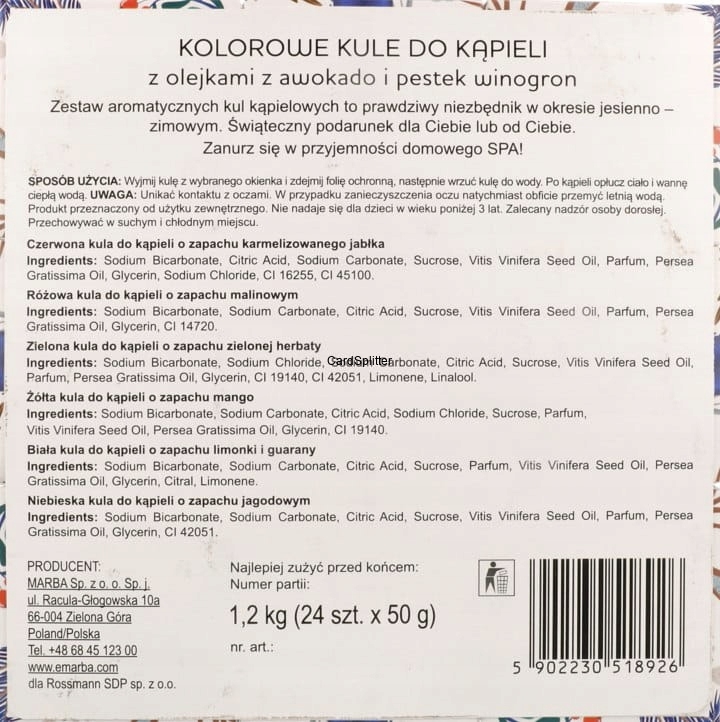 KOLOROWE KULE DO KĄPIELI
z olejkami z awokado i pestek winogron
Zestaw aromatycznych kul kąpielowych to prawdziwy niezbędnik w okresie jesienno –
zimowym. Świąteczny podarunek dla Ciebie lub od Ciebie.
Zanurz się w przyjemności domowego SPA!
SPOSÓB UŻYCIA: Wyjmij kulę z wybranego okienka i zdejmij folię ochronną, następnie wrzuć kulę do wody. Po kąpieli opłucz ciało i wannę
ciepłą wodą. UWAGA: Unikać kontaktu z oczami. W przypadku zanieczyszczenia oczu natychmiast obficie przemyć letnią wodą.
Produkt przeznaczony od użytku zewnętrznego. Nie nadaje się dla dzieci w wieku poniżej 3 lat. Zalecany nadzór osoby dorosłej.
Przechowywać w suchym i chłodnym miejscu.
Czerwona kula do kąpieli o zapachu karmelizowanego jabłka
Ingredients: Sodium Bicarbonate, Citric Acid, Sodium Carbonate, Sucrose, Vitis Vinifera Seed Oil, Parfum, Persea
Gratissima Oil, Glycerin, Sodium Chloride, CI 16255, CI 45100.
Różowa kula do kąpieli o zapachu malinowym
Ingredients: Sodium Bicarbonate, Sodium Carbonate, Citric Acid, Sucrose, Vitis Vinifera Seed Oil, Parfum, Persea
Gratissima Oil, Glycerin, CI 14720.
Zielona kula do kąpieli o zapachu zielonej herbaty
Ingredients: Sodium Bicarbonate, Sodium Chloride, Sodium Carbonate, Citric Acid, Sucrose, Vitis Vinifera Seed Oil,
CardSplitter
Parfum, Persea Gratissima Oil, Glycerin, CI 19140, CI 42051, Limonene, Linalool.
Żółta kula do kąpieli o zapachu mango
Ingredients: Sodium Bicarbonate, Sodium Carbonate, Citric Acid, Sodium Chloride, Sucrose, Parfum,
Vitis Vinifera Seed Oil, Persea Gratissima Oil, Glycerin, CI 19140.
Biała kula do kąpieli o zapachu limonki i guarany
Ingredients: Sodium Bicarbonate, Sodium Carbonate, Citric Acid, Sucrose, Parfum, Vitis Vinifera Seed Oil, Persea
Gratissima Oil, Glycerin, Citral, Limonene.
Niebieska kula do kąpieli o zapachu jagodowym
Ingredients: Sodium Bicarbonate, Sodium Carbonate, Citric Acid, Sucrose, Vitis Vinifera Seed Oil, Parfum, Persea
Gratissima Oil, Glycerin, CI 42051.
PRODUCENT:
MARBA Sp. z o. o. Sp. j.
ul. Racula-Głogowska 10a
66-004 Zielona Góra
Poland/Polska
Tel. +48 68 45 123 00
www.emarba.com
dla Rossmann SDP sp. z o.o.
Najlepiej zużyć przed końcem:
Numer partii:
1,2 kg (24 szt. x 50 g)
nr. art.:
5 902230 518926